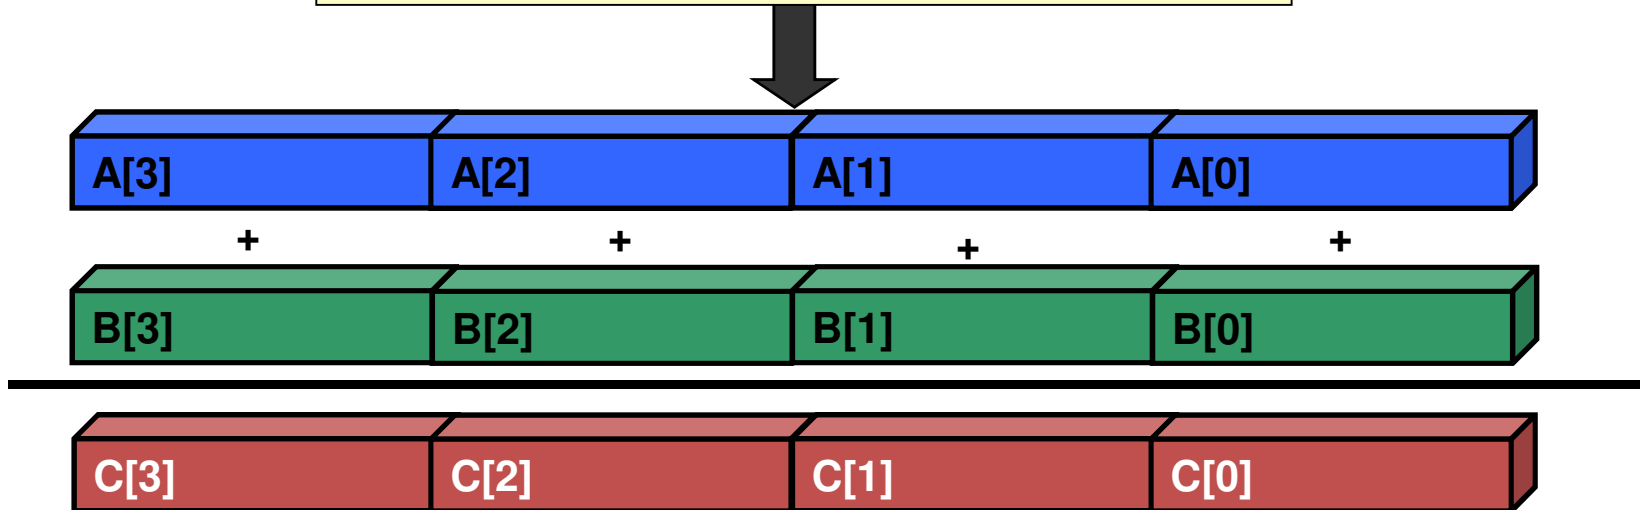 A[3] A[2] A[1] A[0]
+ + + +
B[3] B[2] B[1] B[0]
C[3] C[2] C[1] C[0]